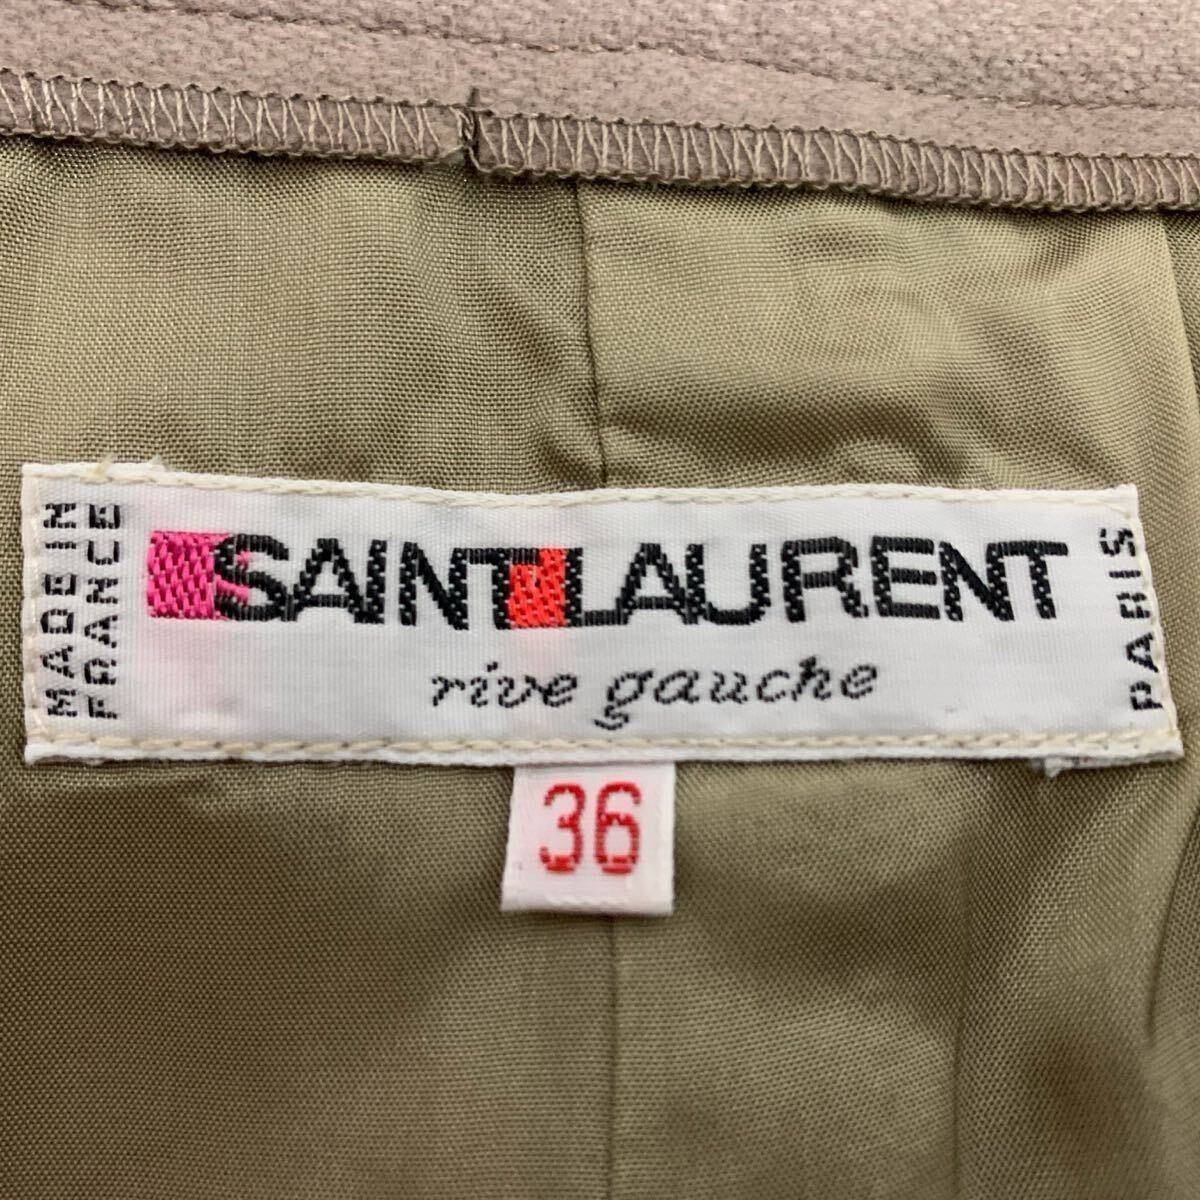 MADE IN
FRANCE
SAINT LAURENT
rive gauche
PARIS
36